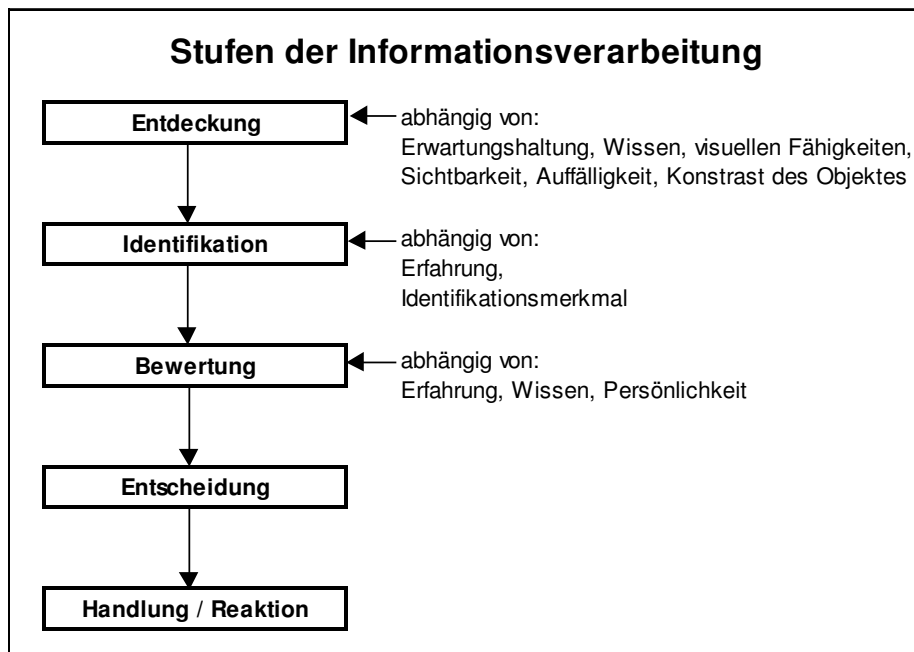 Stufen der Informationsverarbeitung
Entdeckung
abhängig von:
Erwartungshaltung, Wissen, visuellen Fähigkeiten,
Sichtbarkeit, Auffälligkeit, Konstrast des Objektes
Identifikation
abhängig von:
Erfahrung,
Identifikationsmerkmal
Bewertung
abhängig von:
Erfahrung, Wissen, Persönlichkeit
Entscheidung
Handlung / Reaktion